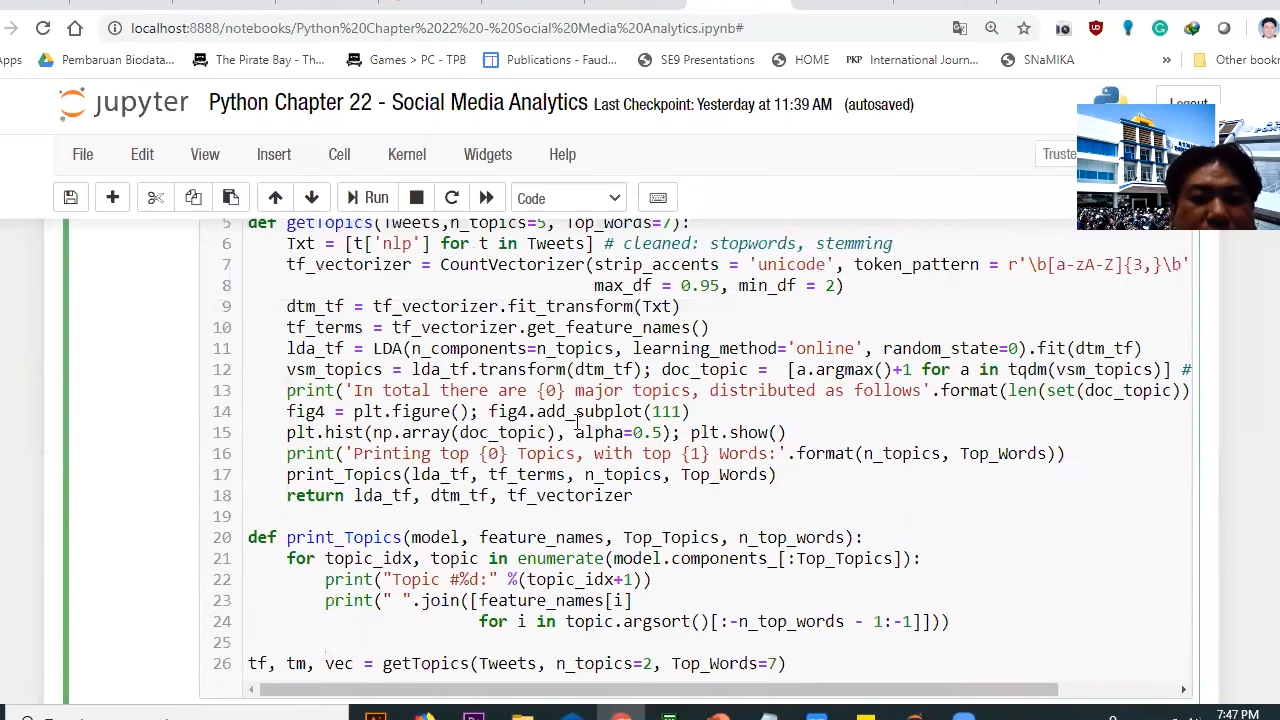 localhost:8888/notebooks/Python%20Chapter%2022%20-%20Social%20Media%20Analytics.ipynb#
Apps Pembaruan Biodata... The Pirate Bay - Th... Games > PC - TPB Publications - Faud... SE9 Presentations HOME PKP International Journ... SNaMIKA » Other book
jupyter Python Chapter 22 - Social Media Analytics Last Checkpoint: Yesterday at 11:39 AM (autosaved) Logout
File Edit View Insert Cell Kernel Widgets Help Truste
Run Code
5 def getTopics(Tweets,n_topics=5, Top_Words=7):
6 Txt = [t['nlp'] for t in Tweets] # cleaned: stopwords, stemming
7 tf_vectorizer = CountVectorizer(strip_accents = 'unicode', token_pattern = r'\b[a-zA-Z]{3,}\b'
8 max_df = 0.95, min_df = 2)
9 dtm_tf = tf_vectorizer.fit_transform(Txt)
10 tf_terms = tf_vectorizer.get_feature_names()
11 lda_tf = LDA(n_components=n_topics, learning_method='online', random_state=0).fit(dtm_tf)
12 vsm_topics = lda_tf.transform(dtm_tf); doc_topic =  [a.argmax()+1 for a in tqdm(vsm_topics)] #
13 print('In total there are {0} major topics, distributed as follows'.format(len(set(doc_topic))
14 fig4 = plt.figure(); fig4.add_subplot(111)
15 plt.hist(np.array(doc_topic), alpha=0.5); plt.show()
16 print('Printing top {0} Topics, with top {1} Words:'.format(n_topics, Top_Words))
17 print_Topics(lda_tf, tf_terms, n_topics, Top_Words)
18 return lda_tf, dtm_tf, tf_vectorizer
19
20 def print_Topics(model, feature_names, Top_Topics, n_top_words):
21 for topic_idx, topic in enumerate(model.components_[:Top_Topics]):
22 print("Topic #%d:" %(topic_idx+1))
23 print(" ".join([feature_names[i]
24 for i in topic.argsort()[:-n_top_words - 1:-1]]))
25
26 tf, tm, vec = getTopics(Tweets, n_topics=2, Top_Words=7)
7:47 PM